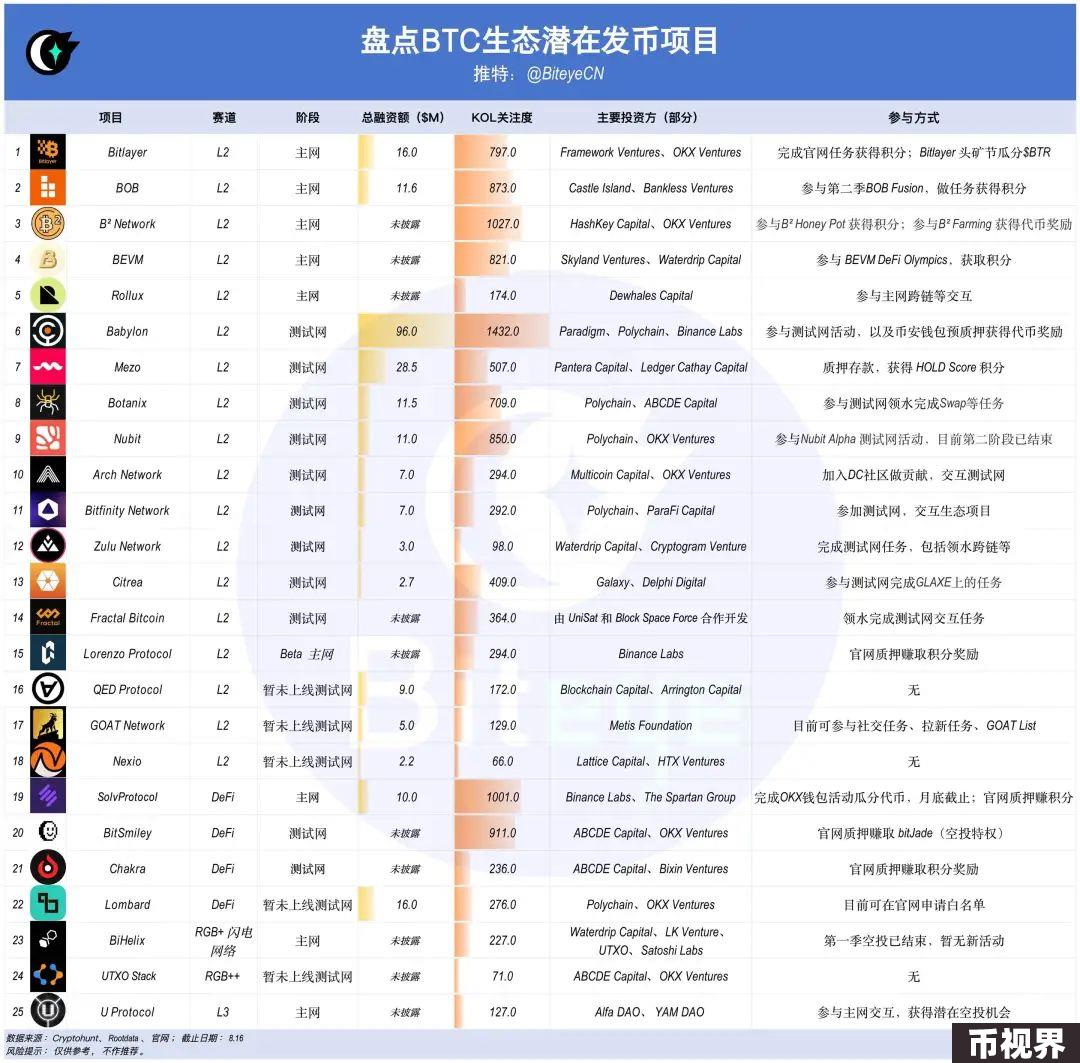 盘点BTC生态潜在发币项目
推特：@BiteyeCN
项目 赛道 阶段 总融资额（$M） KOL关注度 主要投资方（部分） 参与方式
1 Bitlayer L2 主网 16.0 797.0 Framework Ventures、OKX Ventures 完成官网任务获得积分；Bitlayer 头矿节瓜分$BTR
2 BOB L2 主网 11.6 873.0 Castle Island、Bankless Ventures 参与第二季BOB Fusion，做任务获得积分
3 B² Network L2 主网 未披露 1027.0 HashKey Capital、OKX Ventures 参与B² Honey Pot 获得积分；参与B² Farming 获得代币奖励
4 BEVM L2 主网 未披露 821.0 Skyland Ventures、Waterdrip Capital 参与 BEVM DeFi Olympics，获取积分
5 Rollux L2 主网 未披露 174.0 Dewhales Capital 参与主网跨链等交互
6 Babylon L2 测试网 96.0 1432.0 Paradigm、Polychain、Binance Labs 参与测试网活动，以及币安钱包预质押获得代币奖励
7 Mezo L2 测试网 28.5 507.0 Pantera Capital、Ledger Cathay Capital 质押存款，获得 HOLD Score 积分
8 Botanix L2 测试网 11.5 709.0 Polychain、ABCDE Capital 参与测试网领水完成Swap等任务
9 Nubit L2 测试网 11.0 850.0 Polychain、OKX Ventures 参与Nubit Alpha 测试网活动，目前第二阶段已结束
10 Arch Network L2 测试网 7.0 294.0 Multicoin Capital、OKX Ventures 加入DC社区做贡献，交互测试网
11 Bitfinity Network L2 测试网 7.0 292.0 Polychain、ParaFi Capital 参加测试网，交互生态项目
12 Zulu Network L2 测试网 3.0 98.0 Waterdrip Capital、Cryptogram Venture 完成测试网任务，包括领水跨链等
13 Citrea L2 测试网 2.7 409.0 Galaxy、Delphi Digital 参与测试网完成GLAXE上的任务
14 Fractal Bitcoin L2 测试网 未披露 364.0 由 UniSat 和 Block Space Force 合作开发 领水完成测试网交互任务
15 Lorenzo Protocol L2 Beta 主网 未披露 294.0 Binance Labs 官网质押赚取积分奖励
16 QED Protocol L2 暂未上线测试网 9.0 172.0 Blockchain Capital、Arrington Capital 无
17 GOAT Network L2 暂未上线测试网 5.0 129.0 Metis Foundation 目前可参与社交任务、拉新任务、GOAT List
18 Nexio L2 暂未上线测试网 2.2 66.0 Lattice Capital、HTX Ventures 无
19 SolvProtocol DeFi 主网 10.0 1001.0 Binance Labs、The Spartan Group 完成OKX钱包活动瓜分代币，月底截止；官网质押赚积分
20 BitSmiley DeFi 测试网 未披露 911.0 ABCDE Capital、OKX Ventures 官网质押赚取 bitJade（空投特权）
21 Chakra DeFi 测试网 未披露 236.0 ABCDE Capital、Bixin Ventures 官网质押赚取积分奖励
22 Lombard DeFi 暂未上线测试网 16.0 276.0 Polychain、OKX Ventures 目前可在官网申请白名单
23 BiHelix RGB+ 闪电网络 主网 未披露 227.0 Waterdrip Capital、LK Venture、UTXO、Satoshi Labs 第一季空投已结束，暂无新活动
24 UTXO Stack RGB++ 暂未上线测试网 未披露 71.0 ABCDE Capital、OKX Ventures 无
25 U Protocol L3 主网 未披露 127.0 Alfa DAO、YAM DAO 参与主网交互，获得潜在空投机会
数据来源：Cryptohunt、Rootdata 、官网；截止日期：8.16
风险提示：仅供参考，不作推荐。
币视界
Biteye
Bitlayer
Fractal